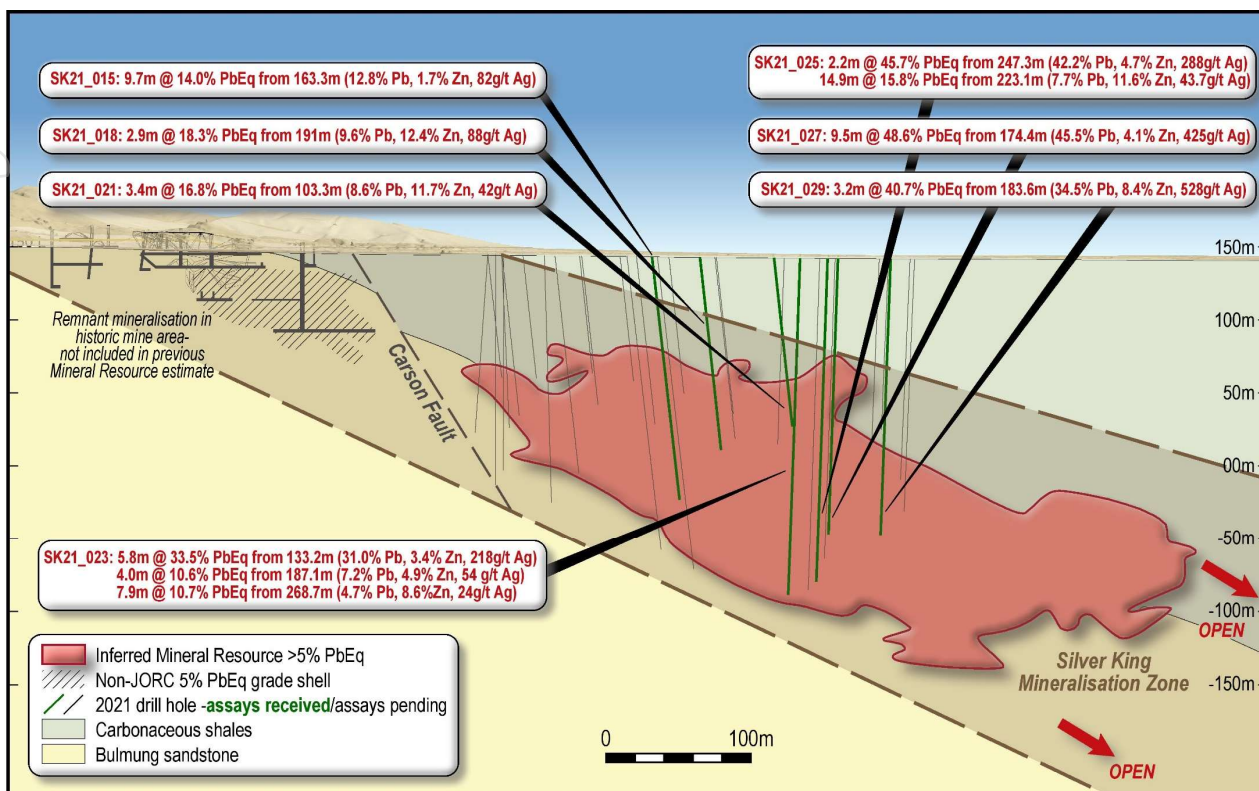 SK21_015: 9.7m @ 14.0% PbEq from 163.3m (12.8% Pb, 1.7% Zn, 82g/t Ag)
SK21_018: 2.9m @ 18.3% PbEq from 191m (9.6% Pb, 12.4% Zn, 88g/t Ag)
SK21_021: 3.4m @ 16.8% PbEq from 103.3m (8.6% Pb, 11.7% Zn, 42g/t Ag)
SK21_025: 2.2m @ 45.7% PbEq from 247.3m (42.2% Pb, 4.7% Zn, 288g/t Ag)
14.9m @ 15.8% PbEq from 223.1m (7.7% Pb, 11.6% Zn, 43.7g/t Ag)
SK21_027: 9.5m @ 48.6% PbEq from 174.4m (45.5% Pb, 4.1% Zn, 425g/t Ag)
SK21_029: 3.2m @ 40.7% PbEq from 183.6m (34.5% Pb, 8.4% Zn, 528g/t Ag)
150m
100m
50m
00m
-50m
-100m
-150m
Remnant mineralisation in
historic mine area-
not included in previous
Mineral Resource estimate
Carson Fault
SK21_023: 5.8m @ 33.5% PbEq from 133.2m (31.0% Pb, 3.4% Zn, 218g/t Ag)
4.0m @ 10.6% PbEq from 187.1m (7.2% Pb, 4.9% Zn, 54 g/t Ag)
7.9m @ 10.7% PbEq from 268.7m (4.7% Pb, 8.6%Zn, 24g/t Ag)
OPEN
Silver King
Mineralisation Zone
OPEN
Inferred Mineral Resource >5% PbEq
Non-JORC 5% PbEq grade shell
2021 drill hole -assays received/assays pending
Carbonaceous shales
Bulmung sandstone
0 100m